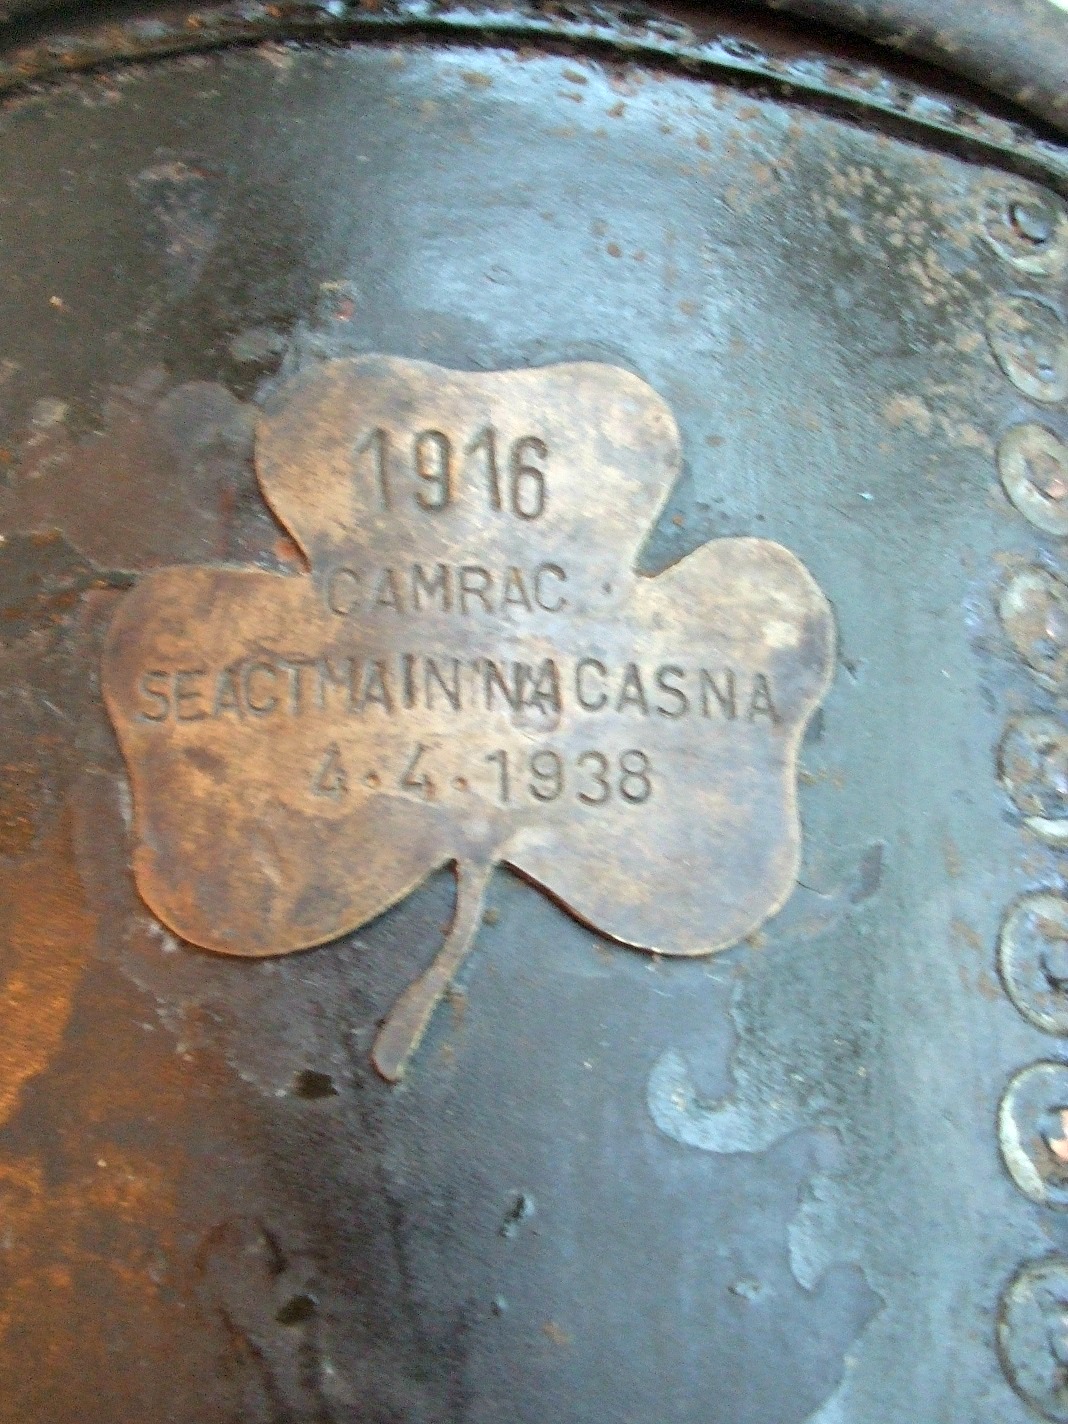 1916
CAMRAC
SEACTMAIN NA CASNA
4.4.1938